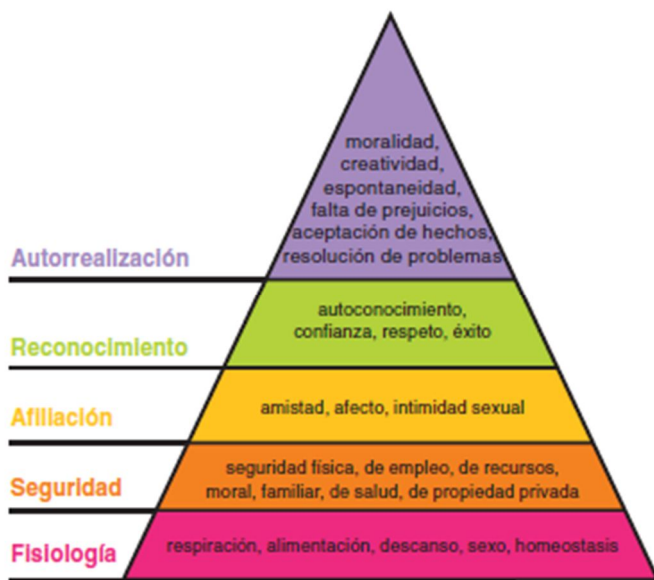 moralidad,
creatividad,
espontaneidad,
falta de prejuicios,
aceptación de hechos,
resolución de problemas
Autorrealización
autoconocimiento,
confianza, respeto, éxito
Reconocimiento
amistad, afecto, intimidad sexual
Afiliación
seguridad física, de empleo, de recursos,
moral, familiar, de salud, de propiedad privada
Seguridad
respiración, alimentación, descanso, sexo, homeostasis
Fisiología